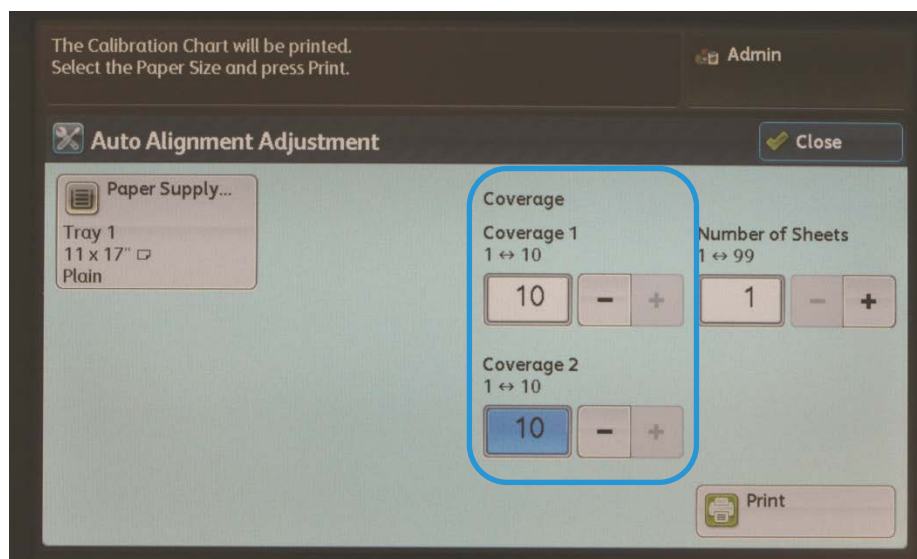 The Calibration Chart will be printed.
Select the Paper Size and press Print.
Admin
Auto Alignment Adjustment
Close
Paper Supply...
Tray 1
11 x 17"
Plain
Coverage
Coverage 1
1 ↔ 10
10
− +
Coverage 2
1 ↔ 10
10
− +
Number of Sheets
1 ↔ 99
1
− +
Print